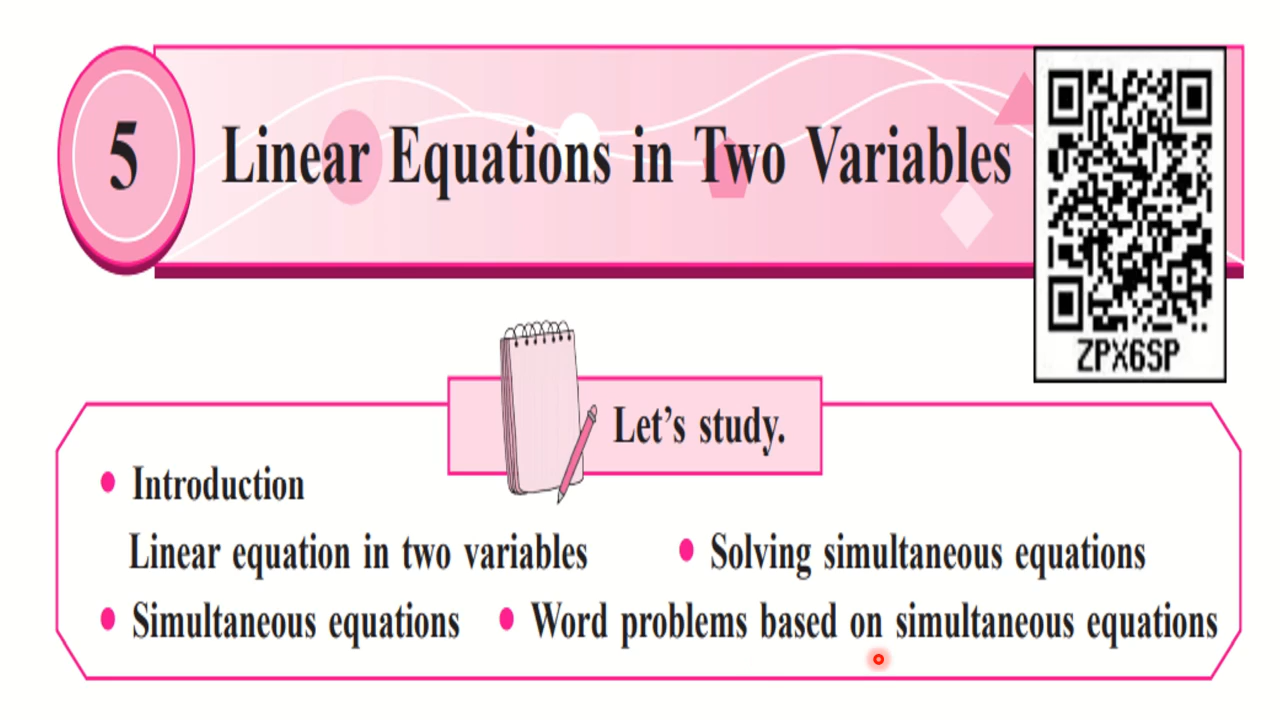 5
Linear Equations in Two Variables
ZPX6SP
Let's study.
• Introduction
Linear equation in two variables • Solving simultaneous equations
• Simultaneous equations • Word problems based on simultaneous equations